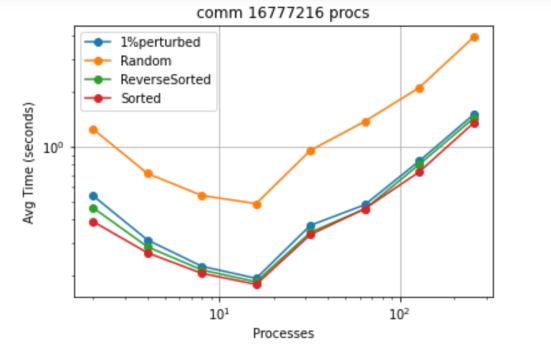 comm 16777216 procs
1%perturbed
Random
ReverseSorted
Sorted
Avg Time (seconds)
10⁰
10¹
10²
Processes